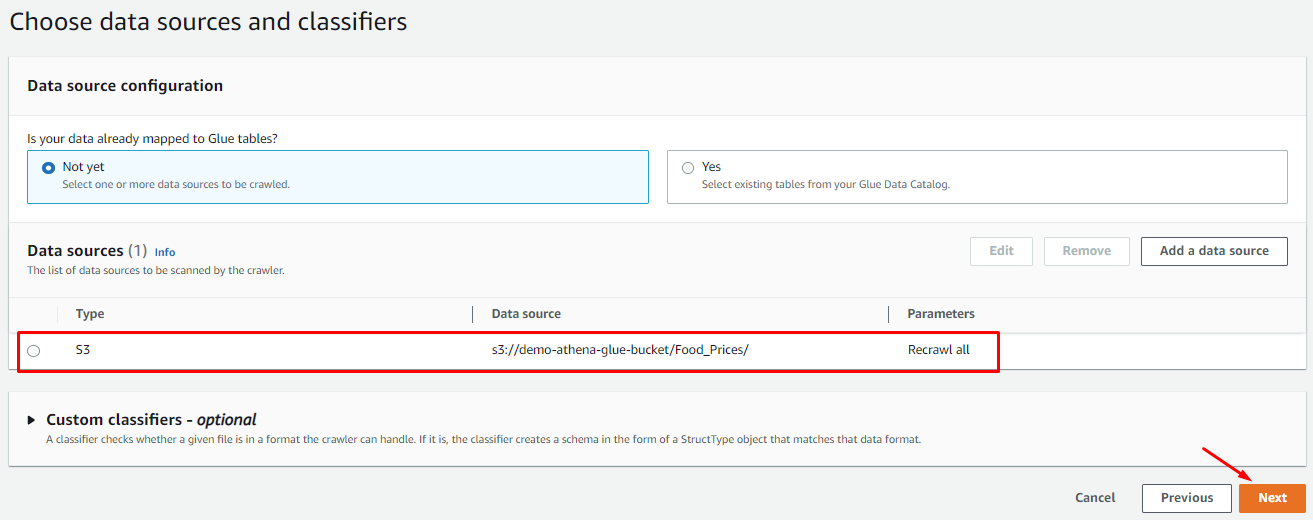 Choose data sources and classifiers
Data source configuration
Is your data already mapped to Glue tables?
Not yet
Select one or more data sources to be crawled.
Yes
Select existing tables from your Glue Data Catalog.
Data sources (1) Info
The list of data sources to be scanned by the crawler.
Edit
Remove
Add a data source
Type Data source Parameters
S3 s3://demo-athena-glue-bucket/Food_Prices/ Recrawl all
Custom classifiers - optional
A classifier checks whether a given file is in a format the crawler can handle. If it is, the classifier creates a schema in the form of a StructType object that matches that data format.
Cancel
Previous
Next